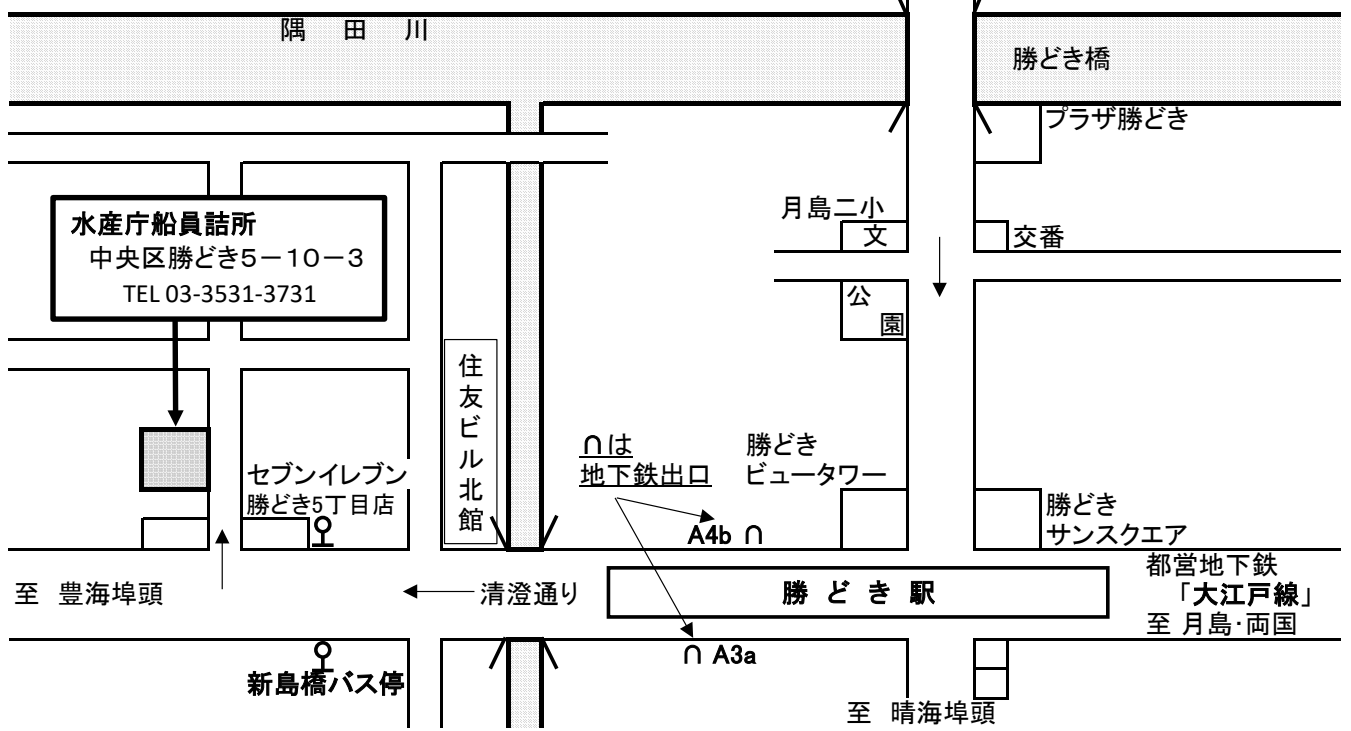 隅 田 川
勝どき橋
プラザ勝どき
水産庁船員詰所
中央区勝どき5－10－3
TEL 03-3531-3731
月島二小
文
交番
公
園
住友ビル北館
セブンイレブン
勝どき5丁目店
∩は
地下鉄出口
勝どき
ビュータワー
A4b ∩
勝どき
サンスクエア
至 豊海埠頭
清澄通り
勝 ど き 駅
都営地下鉄
「大江戸線」
至 月島・両国
∩ A3a
新島橋バス停
至 晴海埠頭